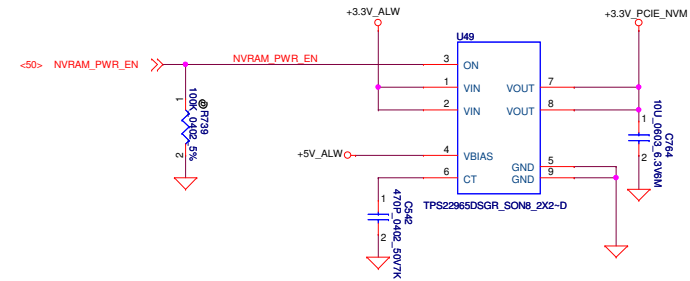 +3.3V_ALW
+3.3V_PCIE_NVM
U49
<50> NVRAM_PWR_EN
NVRAM_PWR_EN
3
ON
1
VIN
VOUT
7
2
VIN
VOUT
8
1
2
@ R739
100K_0402_5%
1
2
C764
10U_0603_6.3V6M
+5V_ALW
4
VBIAS
GND
5
6
CT
GND
9
TPS22965DSGR_SON8_2X2~D
1
2
C542
470P_0402_50V7K